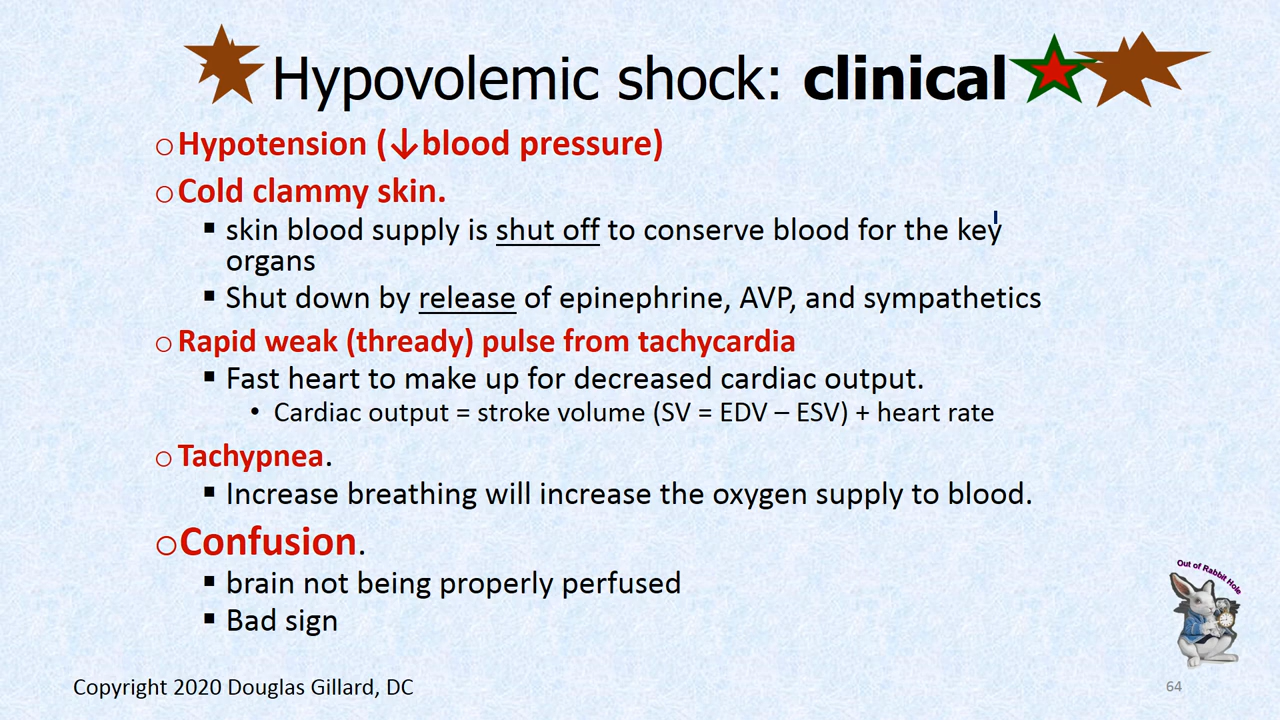 Hypovolemic shock: clinical
○Hypotension (↓blood pressure)
○Cold clammy skin.
▪ skin blood supply is shut off to conserve blood for the key
organs
▪ Shut down by release of epinephrine, AVP, and sympathetics
○Rapid weak (thready) pulse from tachycardia
▪ Fast heart to make up for decreased cardiac output.
• Cardiac output = stroke volume (SV = EDV – ESV) + heart rate
○Tachypnea.
▪ Increase breathing will increase the oxygen supply to blood.
○Confusion.
▪ brain not being properly perfused
▪ Bad sign
Out of Rabbit Hole
Copyright 2020 Douglas Gillard, DC
64